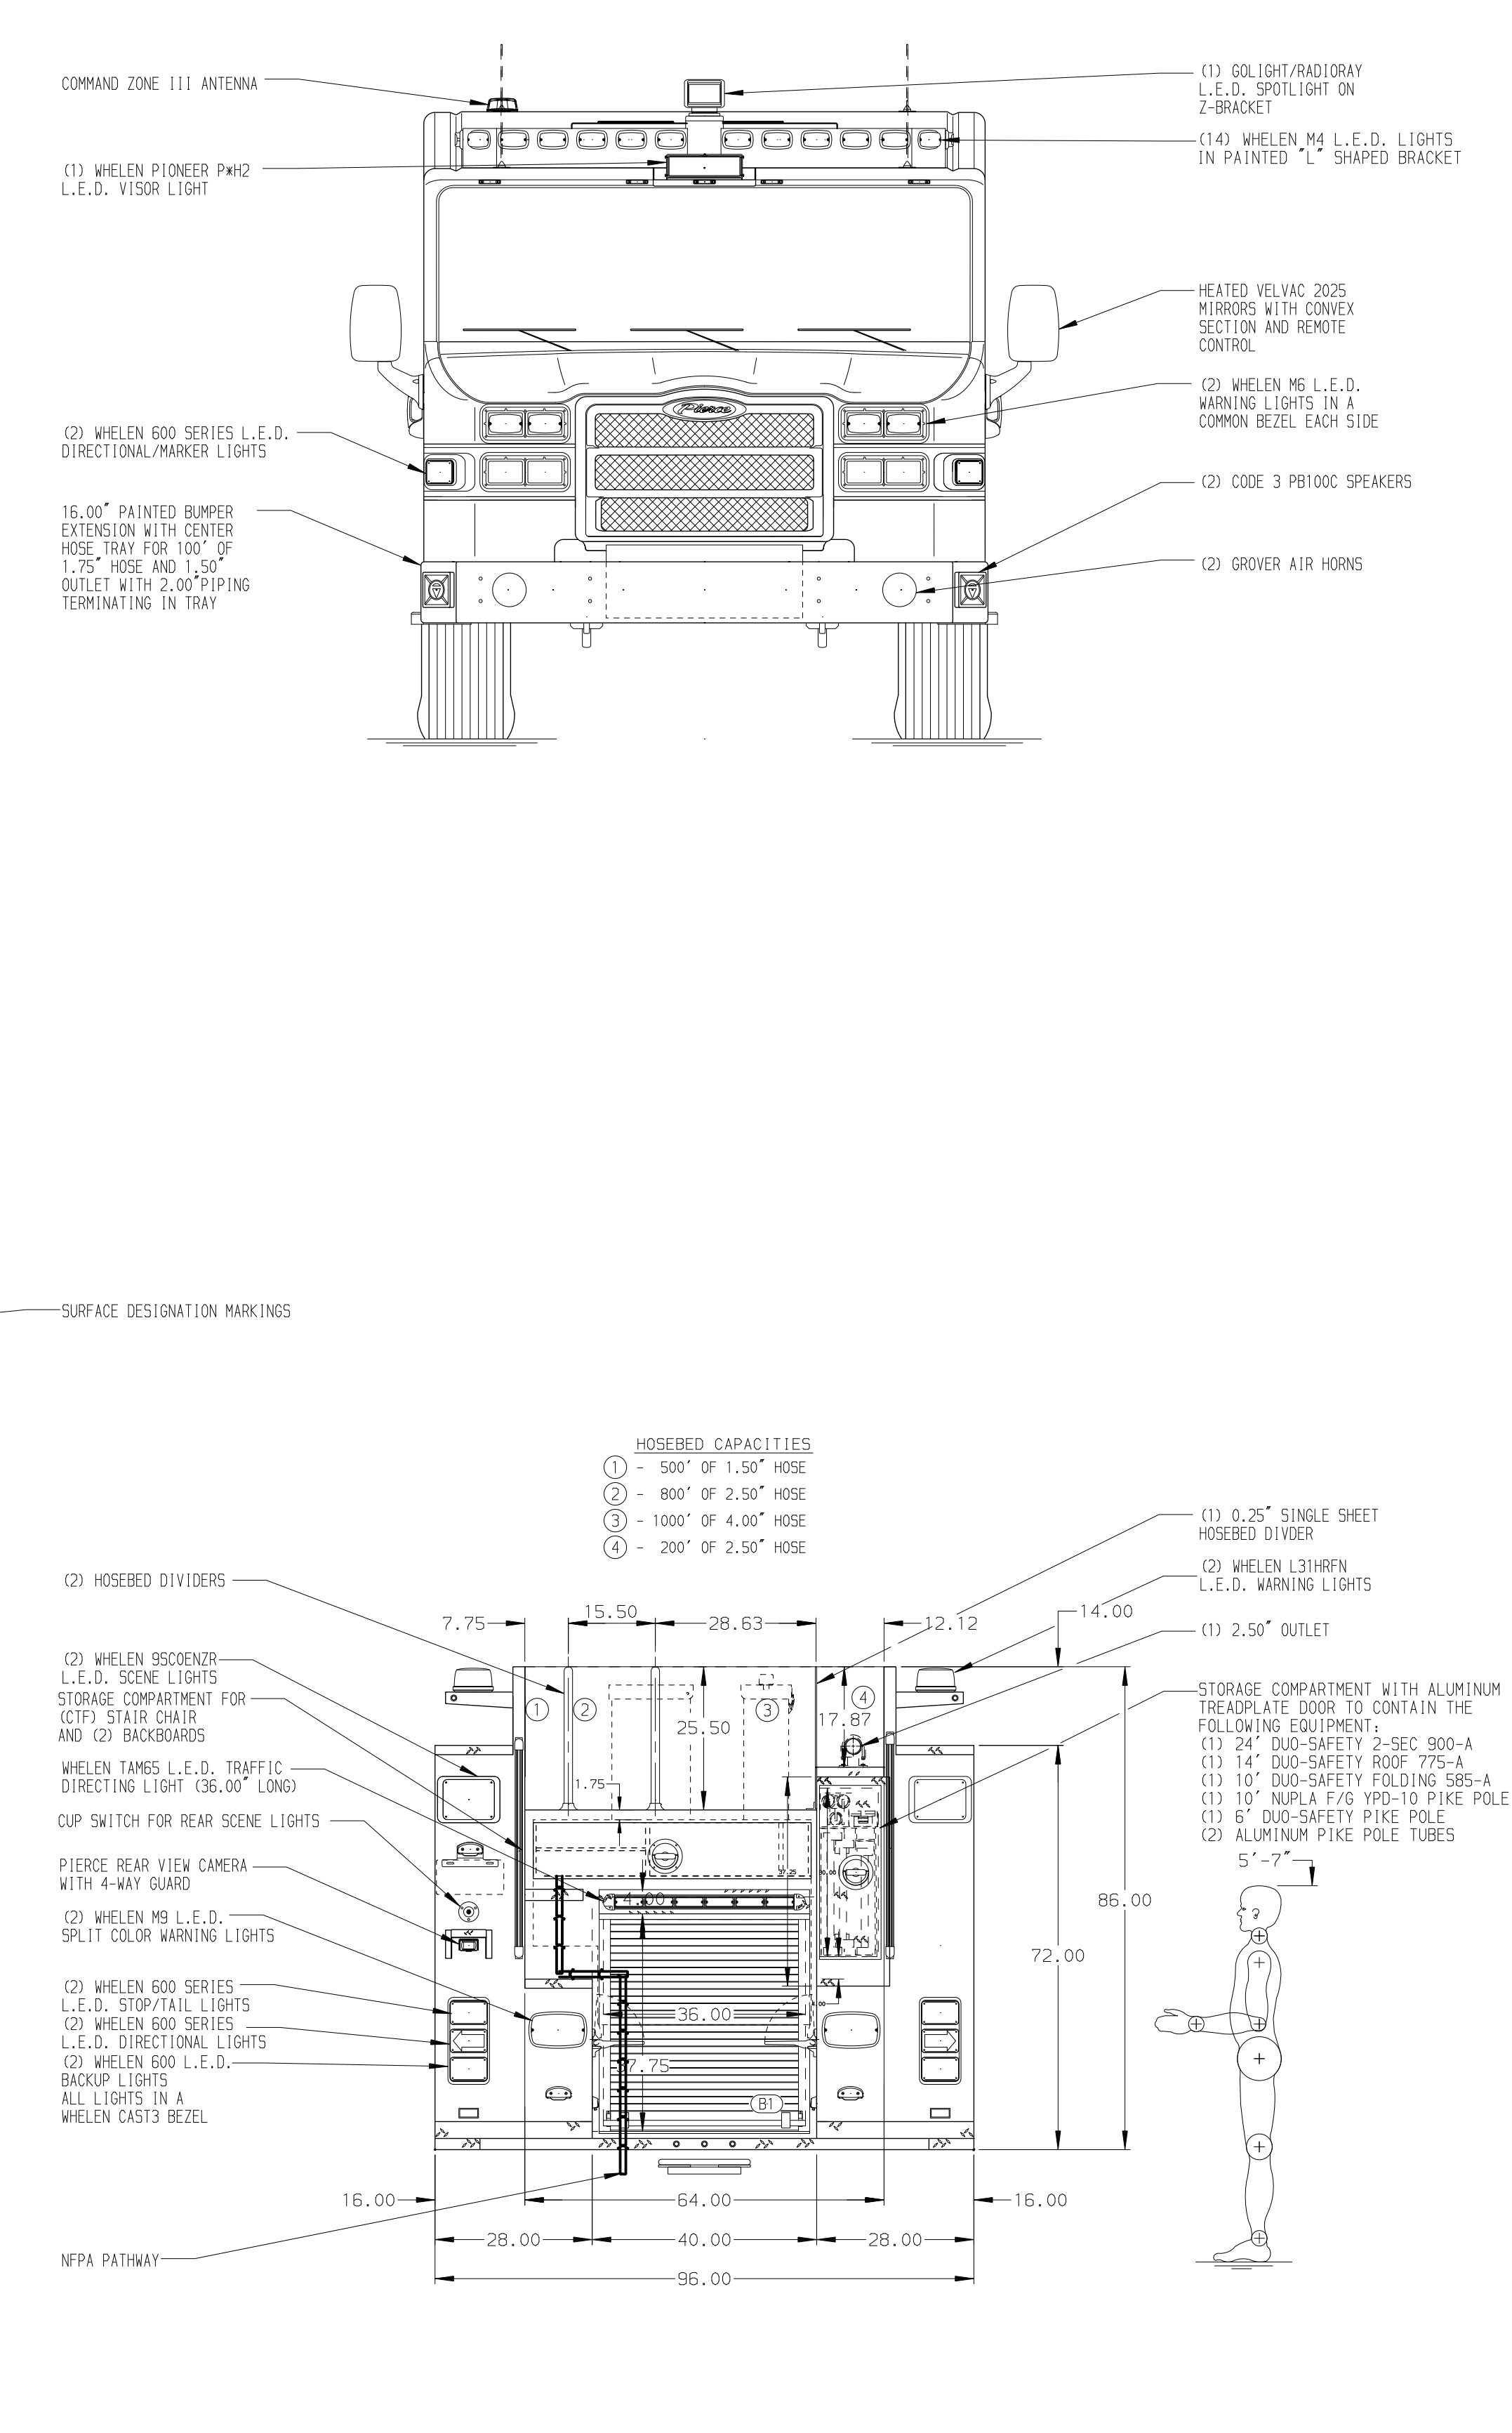 COMMAND ZONE III ANTENNA
(1) GOLIGHT/RADIORAY
L.E.D. SPOTLIGHT ON
Z-BRACKET
(14) WHELEN M4 L.E.D. LIGHTS
IN PAINTED "L" SHAPED BRACKET
(1) WHELEN PIONEER P*H2
L.E.D. VISOR LIGHT
HEATED VELVAC 2025
MIRRORS WITH CONVEX
SECTION AND REMOTE
CONTROL
(2) WHELEN M6 L.E.D.
WARNING LIGHTS IN A
COMMON BEZEL EACH SIDE
Pierce
(2) WHELEN 600 SERIES L.E.D.
DIRECTIONAL/MARKER LIGHTS
(2) CODE 3 PB100C SPEAKERS
16.00" PAINTED BUMPER
EXTENSION WITH CENTER
HOSE TRAY FOR 100' OF
1.75" HOSE AND 1.50"
OUTLET WITH 2.00"PIPING
TERMINATING IN TRAY
(2) GROVER AIR HORNS
SURFACE DESIGNATION MARKINGS
HOSEBED CAPACITIES
1 - 500' OF 1.50" HOSE
2 - 800' OF 2.50" HOSE
3 - 1000' OF 4.00" HOSE
4 - 200' OF 2.50" HOSE
(1) 0.25" SINGLE SHEET
HOSEBED DIVDER
(2) WHELEN L31HRFN
L.E.D. WARNING LIGHTS
(2) HOSEBED DIVIDERS
7.75
15.50
28.63
12.12
14.00
(1) 2.50" OUTLET
(2) WHELEN 9SC0ENZR
L.E.D. SCENE LIGHTS
STORAGE COMPARTMENT FOR
(CTF) STAIR CHAIR
AND (2) BACKBOARDS
STORAGE COMPARTMENT WITH ALUMINUM
TREADPLATE DOOR TO CONTAIN THE
FOLLOWING EQUIPMENT:
(1) 24' DUO-SAFETY 2-SEC 900-A
(1) 14' DUO-SAFETY ROOF 775-A
(1) 10' DUO-SAFETY FOLDING 585-A
(1) 10' NUPLA F/G YPD-10 PIKE POLE
(1) 6' DUO-SAFETY PIKE POLE
(2) ALUMINUM PIKE POLE TUBES
1
2
3
4
25.50
17.87
WHELEN TAM65 L.E.D. TRAFFIC
DIRECTING LIGHT (36.00" LONG)
1.75
CUP SWITCH FOR REAR SCENE LIGHTS
5'-7"
PIERCE REAR VIEW CAMERA
WITH 4-WAY GUARD
37.25
4.00
86.00
(2) WHELEN M9 L.E.D.
SPLIT COLOR WARNING LIGHTS
72.00
(2) WHELEN 600 SERIES
L.E.D. STOP/TAIL LIGHTS
(2) WHELEN 600 SERIES
L.E.D. DIRECTIONAL LIGHTS
(2) WHELEN 600 L.E.D.
BACKUP LIGHTS
ALL LIGHTS IN A
WHELEN CAST3 BEZEL
36.00
37.75
B1
16.00
64.00
16.00
28.00
40.00
28.00
NFPA PATHWAY
96.00